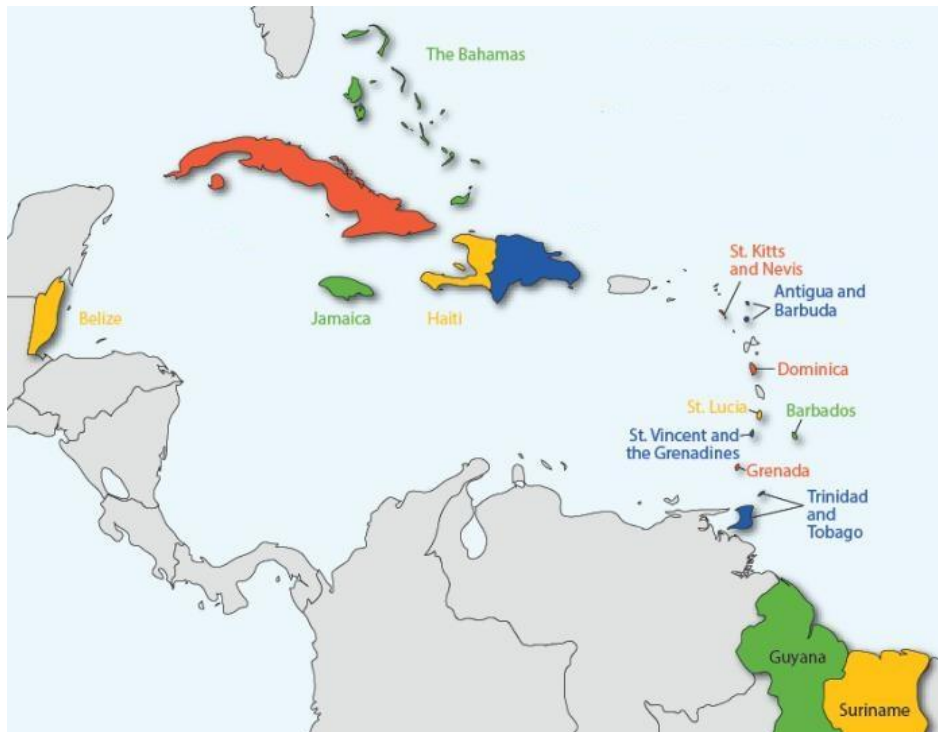 The Bahamas
St. Kitts
and Nevis
Antigua and
Barbuda
Belize
Jamaica
Haiti
Dominica
St. Lucia
Barbados
St. Vincent and
the Grenadines
Grenada
Trinidad
and
Tobago
Guyana
Suriname